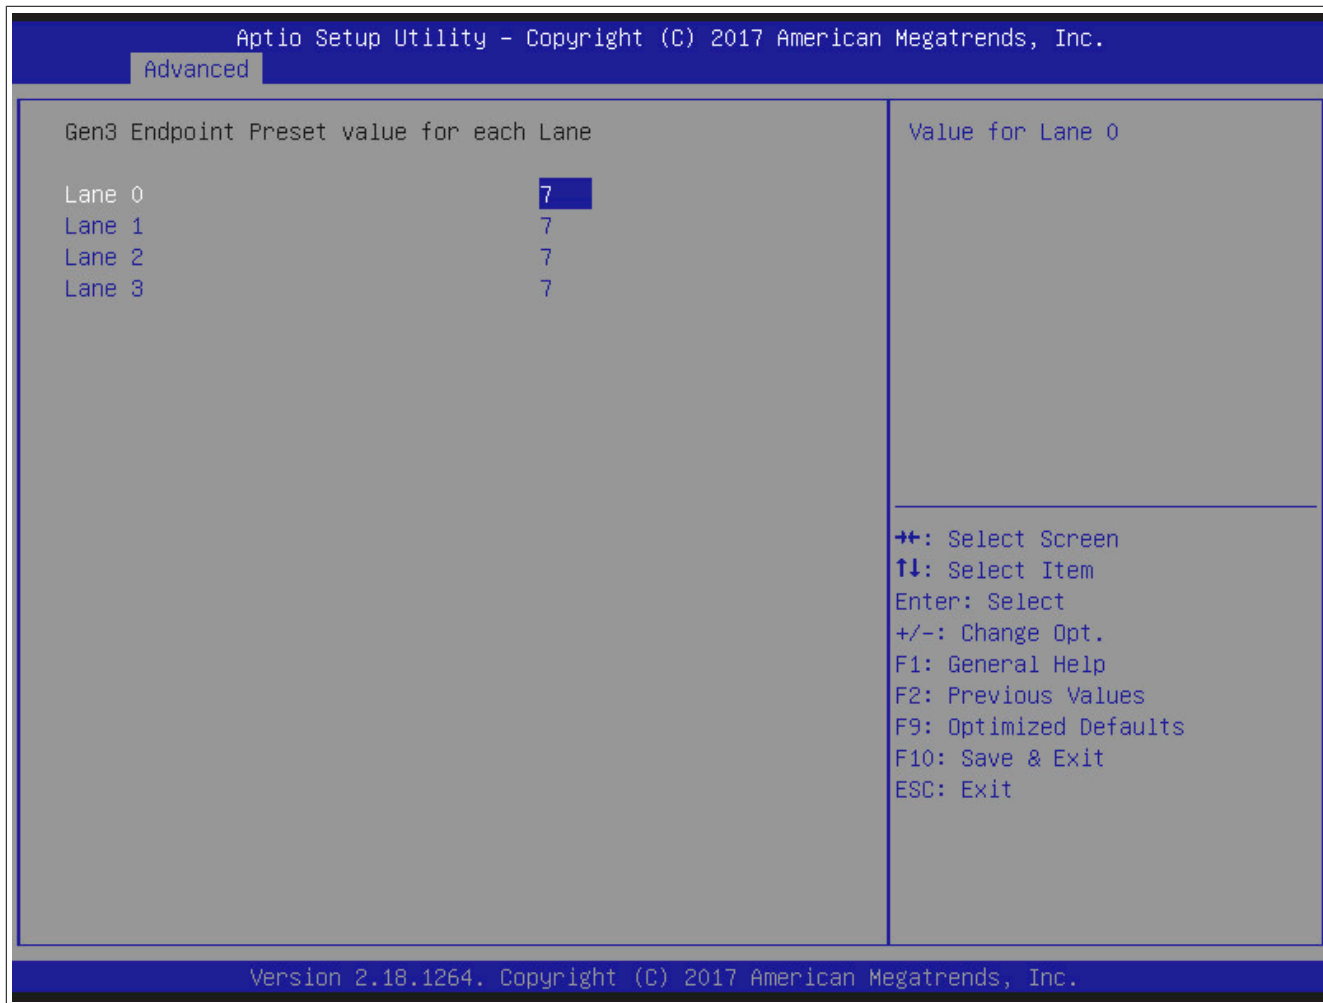 Aptio Setup Utility – Copyright (C) 2017 American Megatrends, Inc.
Advanced
Gen3 Endpoint Preset value for each Lane
Lane 0 7
Lane 1 7
Lane 2 7
Lane 3 7
Value for Lane 0
→←: Select Screen
↑↓: Select Item
Enter: Select
+/-: Change Opt.
F1: General Help
F2: Previous Values
F9: Optimized Defaults
F10: Save & Exit
ESC: Exit
Version 2.18.1264. Copyright (C) 2017 American Megatrends, Inc.